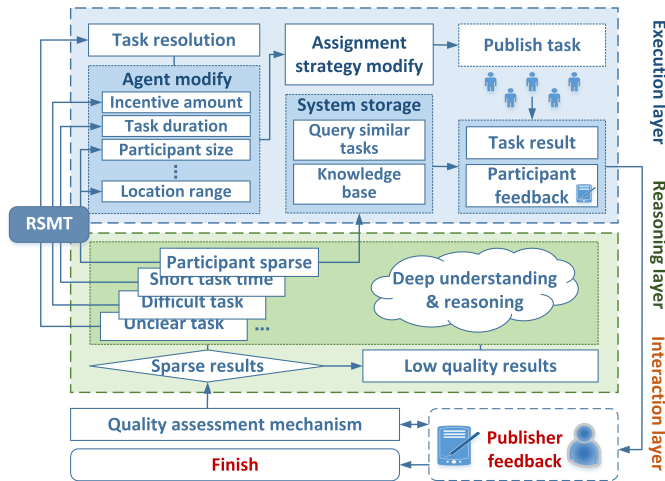 Task resolution
Agent modify
Incentive amount
Task duration
Participant size
Location range
Assignment
strategy modify
System storage
Query similar
tasks
Knowledge
base
Publish task
Task result
Participant
feedback
Execution layer
RSMT
Participant sparse
Short task time
Difficult task
Unclear task
...
Deep understanding
& reasoning
Sparse results
Low quality results
Reasoning layer
Quality assessment mechanism
Finish
Publisher
feedback
Interaction layer